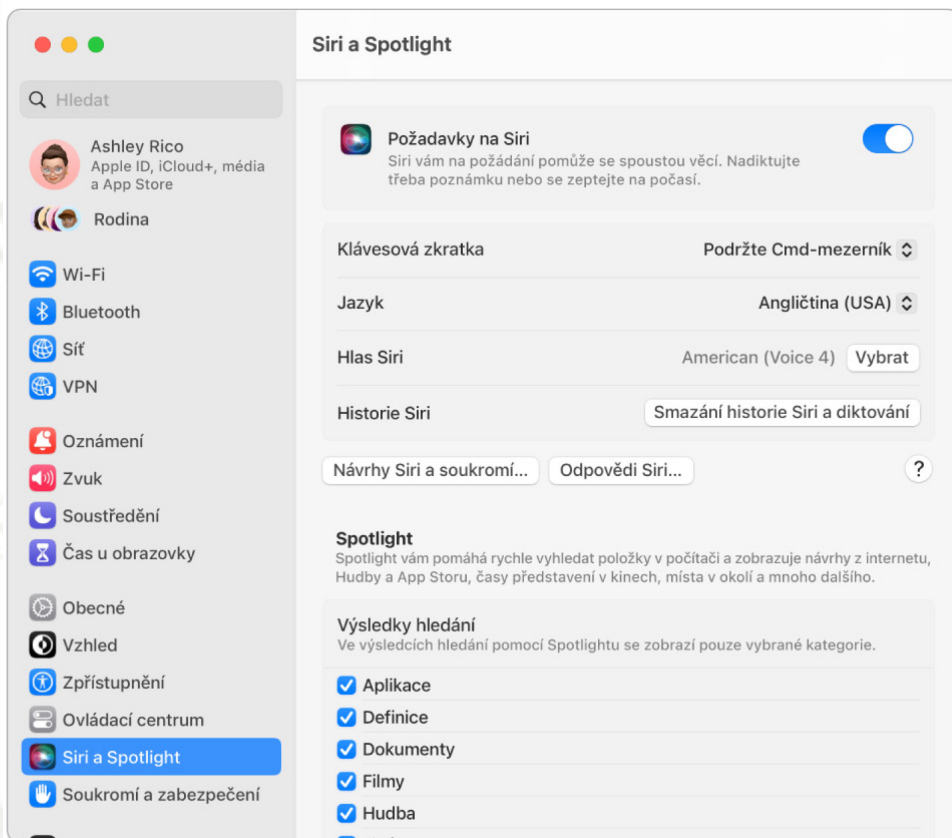 Siri a Spotlight
Hledat
Ashley Rico
Apple ID, iCloud+, média
a App Store
Rodina
Wi-Fi
Bluetooth
Síť
VPN
Oznámení
Zvuk
Soustředění
Čas u obrazovky
Obecné
Vzhled
Zpřístupnění
Ovládací centrum
Siri a Spotlight
Soukromí a zabezpečení
Požadavky na Siri
Siri vám na požádání pomůže se spoustou věcí. Nadiktujte
třeba poznámku nebo se zeptejte na počasí.
Klávesová zkratka Podržte Cmd-mezerník
Jazyk Angličtina (USA)
Hlas Siri American (Voice 4) Vybrat
Historie Siri Smazání historie Siri a diktování
Návrhy Siri a soukromí... Odpovědi Siri... ?
Spotlight
Spotlight vám pomáhá rychle vyhledat položky v počítači a zobrazuje návrhy z internetu,
Hudby a App Storu, časy představení v kinech, místa v okolí a mnoho dalšího.
Výsledky hledání
Ve výsledcích hledání pomocí Spotlightu se zobrazí pouze vybrané kategorie.
Aplikace
Definice
Dokumenty
Filmy
Hudba